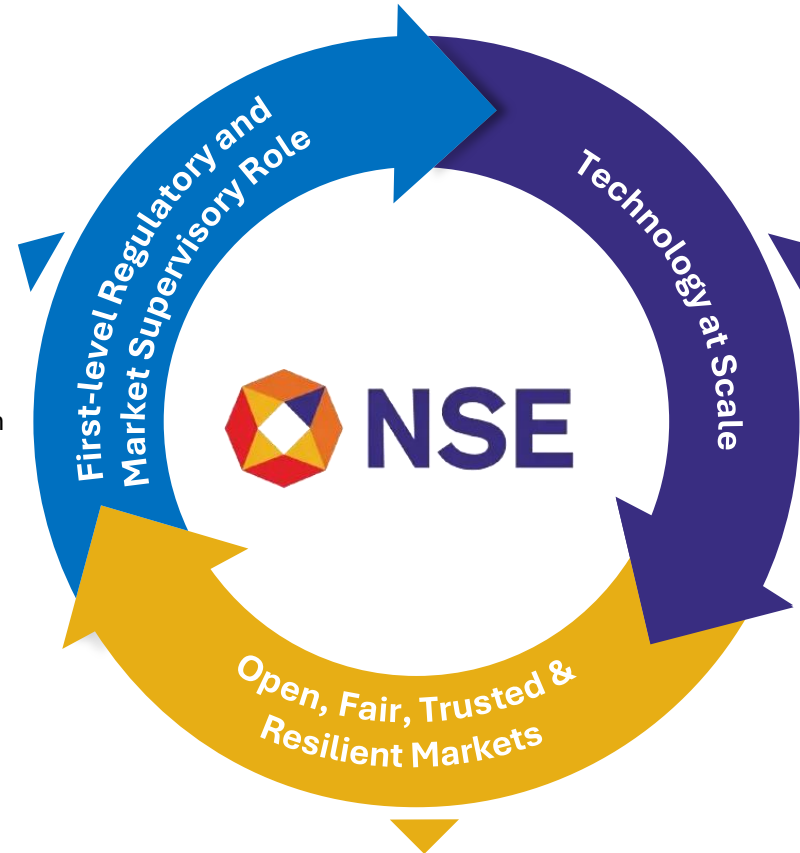 First-level Regulatory and
Market Supervisory Role
Technology at Scale
NSE
Open, Fair, Trusted &
Resilient Markets